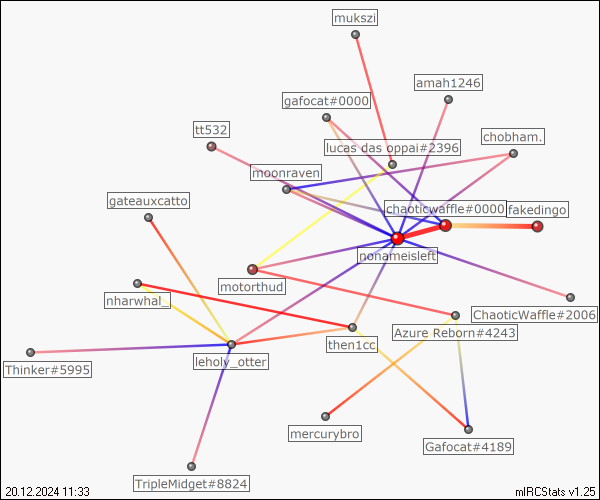 mukszi
amah1246
gafocat#0000
tt532
chobham.
lucas das oppai#2396
moonraven
gateauxcatto
chaoticwaffle#0000
fakedingo
nonameisleft
motorthud
nharwhal_
ChaoticWaffle#2006
Azure Reborn#4243
then1cc
leholy_otter
Thinker#5995
mercurybro
Gafocat#4189
TripleMidget#8824
20.12.2024 11:33
mIRCStats v1.25